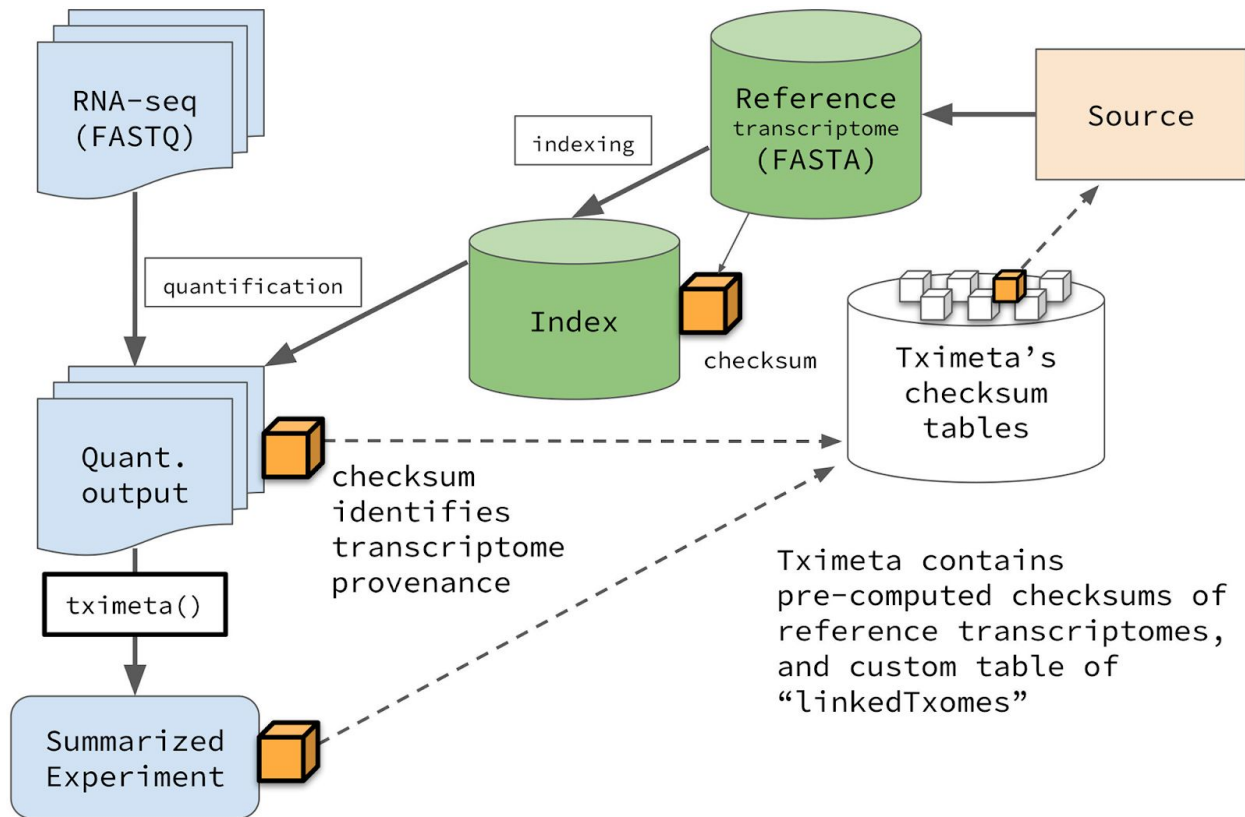 RNA-seq
(FASTQ)
Reference
transcriptome
(FASTA)
Source
indexing
quantification
Index
checksum
Tximeta’s
checksum
tables
Quant.
output
checksum
identifies
transcriptome
provenance
tximeta()
Tximeta contains
pre-computed checksums of
reference transcriptomes,
and custom table of
“linkedTxomes”
Summarized
Experiment